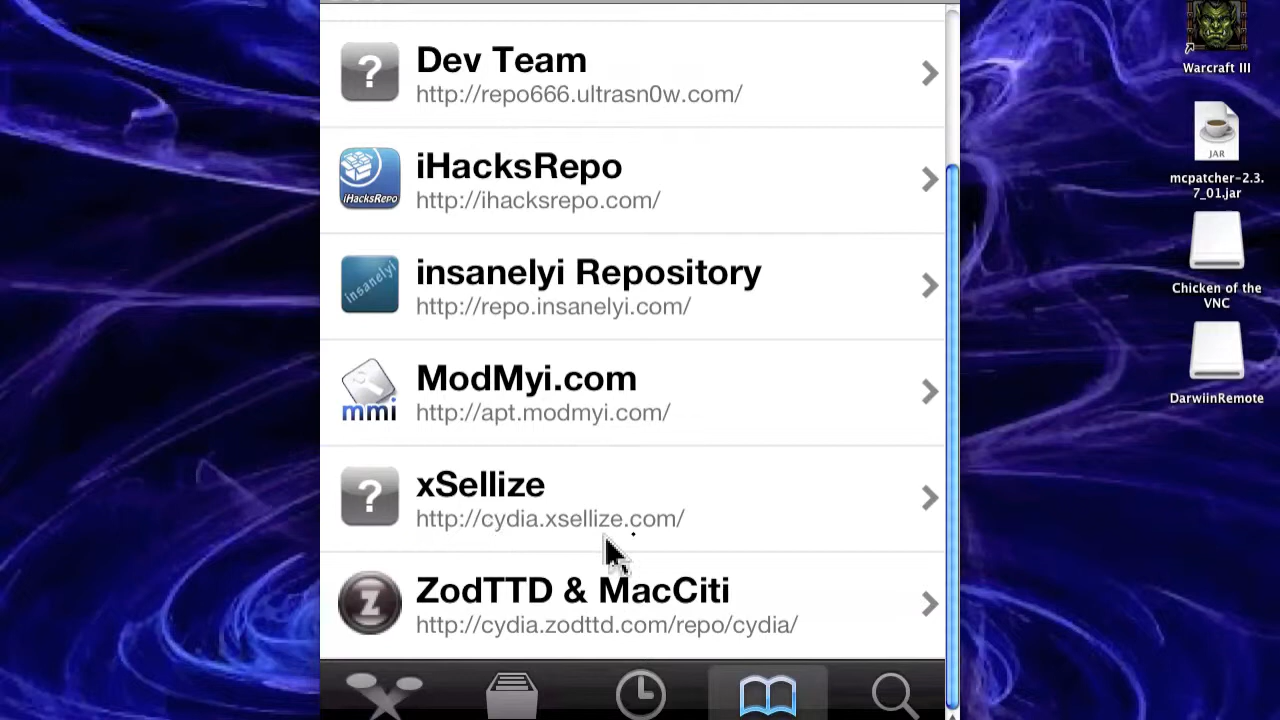 Dev Team
http://repo666.ultrasn0w.com/
iHacksRepo
http://ihacksrepo.com/
iHacksRepo
insanelyi Repository
http://repo.insanelyi.com/
insanelyi
ModMyi.com
http://apt.modmyi.com/
mmi
xSellize
http://cydia.xsellize.com/
ZodTTD & MacCiti
http://cydia.zodttd.com/repo/cydia/
Z
?
?
Warcraft III
JAR
mcpatcher-2.3.
7_01.jar
Chicken of the
VNC
DarwiinRemote